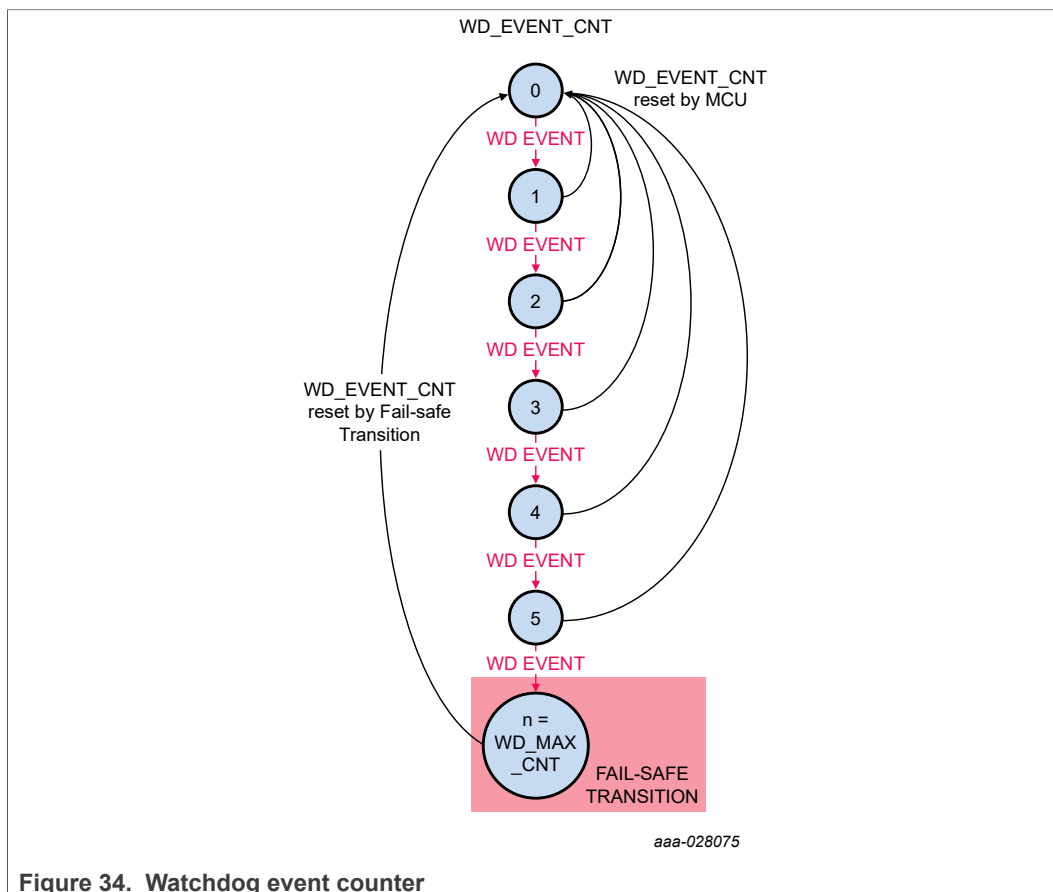 WD_EVENT_CNT
WD_EVENT_CNT
reset by MCU
0
WD EVENT
1
WD EVENT
2
WD EVENT
3
WD_EVENT_CNT
reset by Fail-safe
Transition
WD EVENT
4
WD EVENT
5
WD EVENT
n =
WD_MAX
_CNT
FAIL-SAFE
TRANSITION
aaa-028075
Figure 34. Watchdog event counter